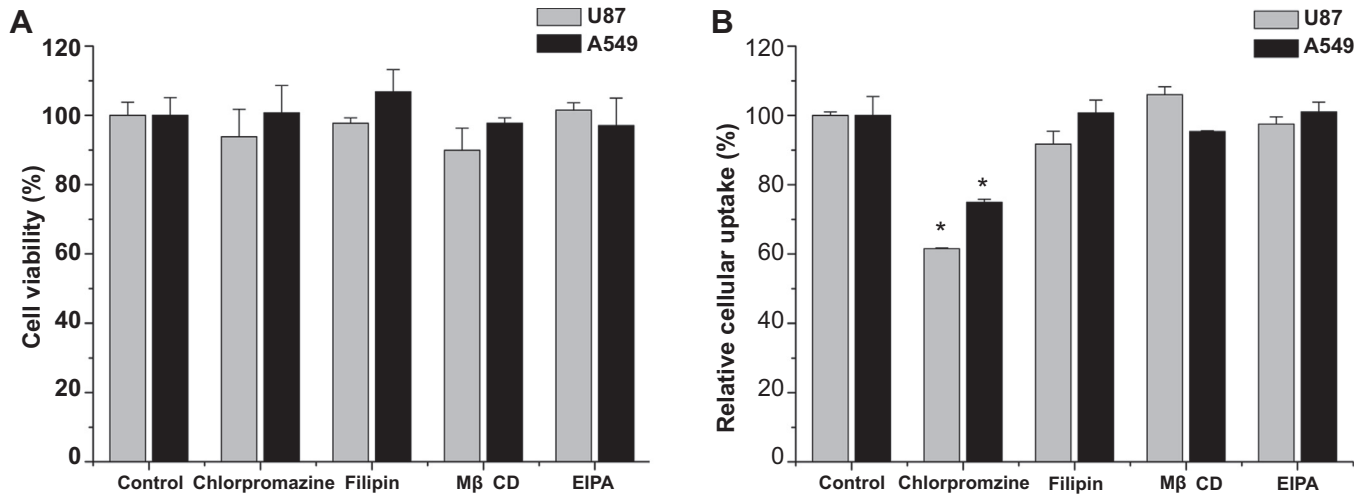 A
U87
A549
120
100
80
60
40
20
0
Cell viability (%)
Control Chlorpromazine Filipin Mβ CD EIPA
B
U87
A549
120
100
80
60
40
20
0
Relative cellular uptake (%)
*
*
Control Chlorpromzine Filipin Mβ CD EIPA